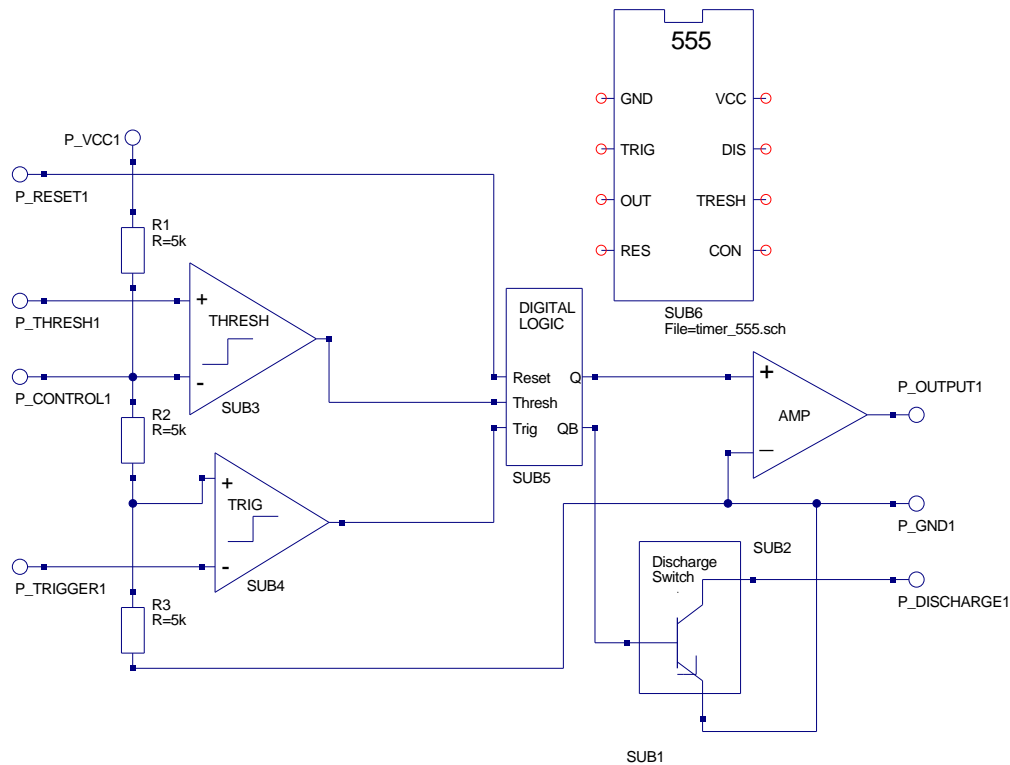 555
GND VCC
TRIG DIS
OUT TRESH
RES CON
SUB6
File=timer_555.sch
P_VCC1
P_RESET1
R1
R=5k
P_THRESH1
+
THRESH
-
SUB3
P_CONTROL1
R2
R=5k
+
TRIG
-
SUB4
P_TRIGGER1
R3
R=5k
DIGITAL
LOGIC
Reset Q
Thresh
Trig QB
SUB5
+
AMP
–
P_OUTPUT1
P_GND1
SUB2
Discharge
Switch
P_DISCHARGE1
SUB1